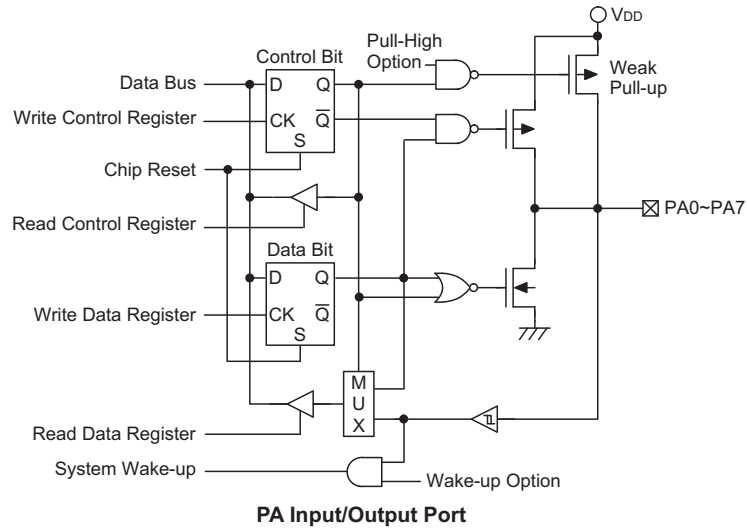 VDD
Control Bit
Pull-High
Option
Weak
Pull-up
Data Bus
D
Q
Write Control Register
CK
Q
S
Chip Reset
Read Control Register
PA0~PA7
Data Bit
D
Q
Write Data Register
CK
Q
S
M
U
X
Read Data Register
System Wake-up
Wake-up Option
PA Input/Output Port